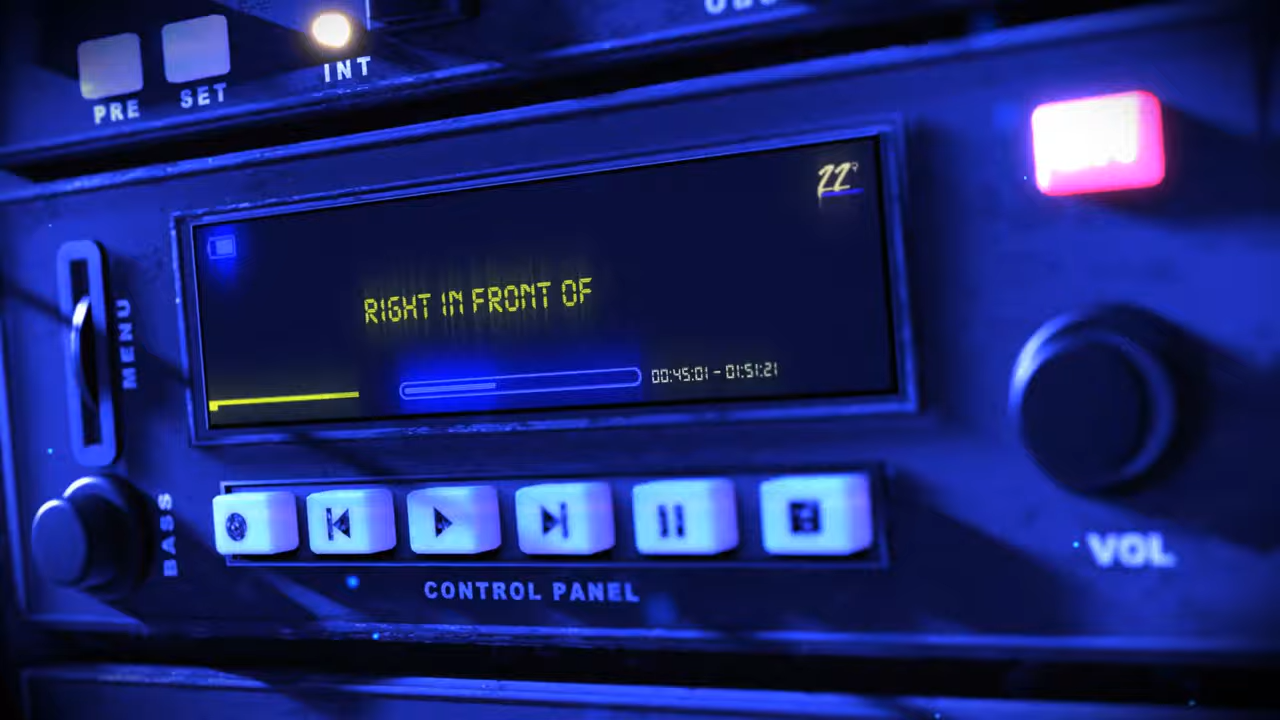 PRE
SET
INT
22°
RIGHT IN FRONT OF
00:45:01 - 01:51:21
MENU
BASS
CONTROL PANEL
VOL